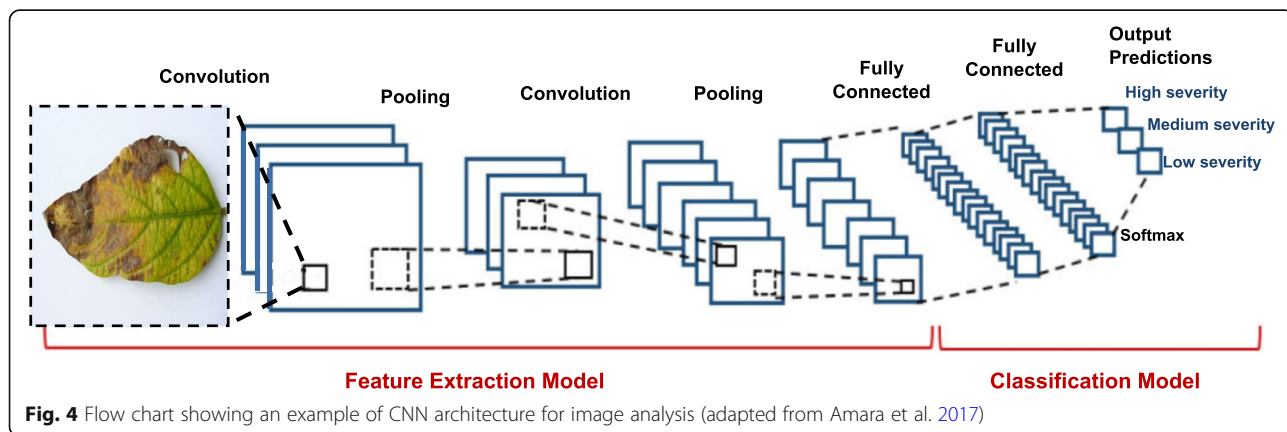 Convolution
Pooling
Convolution
Pooling
Fully
Connected
Fully
Connected
Output
Predictions
High severity
Medium severity
Low severity
Softmax
Feature Extraction Model
Classification Model
Fig. 4 Flow chart showing an example of CNN architecture for image analysis (adapted from Amara et al. 2017)